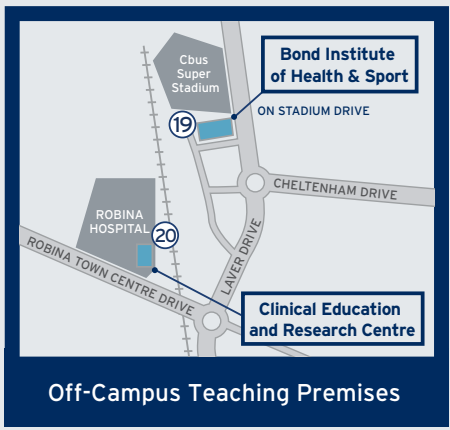 Cbus
Super
Stadium
Bond Institute
of Health & Sport
19
ON STADIUM DRIVE
CHELTENHAM DRIVE
ROBINA
HOSPITAL
20
ROBINA TOWN CENTRE DRIVE
LAVER DRIVE
Clinical Education
and Research Centre
Off-Campus Teaching Premises